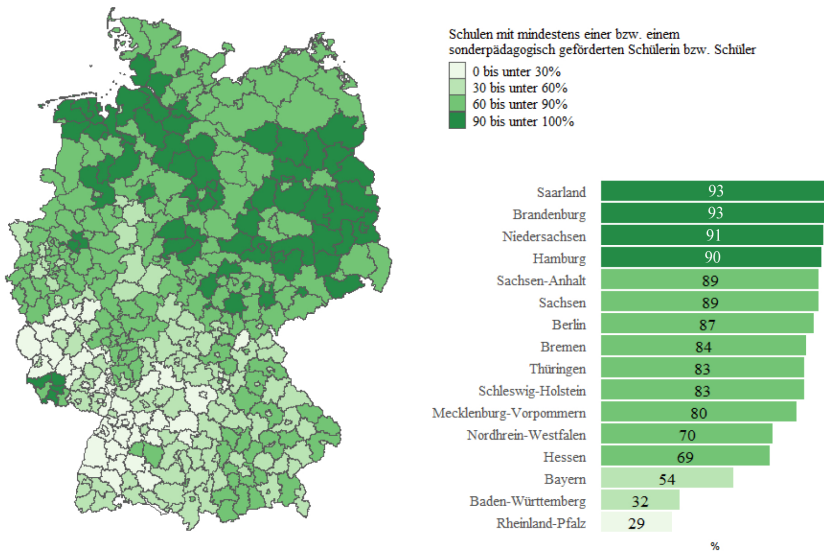 Schulen mit mindestens einer bzw. einem
sonderpädagogisch geförderten Schülerin bzw. Schüler
0 bis unter 30%
30 bis unter 60%
60 bis unter 90%
90 bis unter 100%
Saarland 93
Brandenburg 93
Niedersachsen 91
Hamburg 90
Sachsen-Anhalt 89
Sachsen 89
Berlin 87
Bremen 84
Thüringen 83
Schleswig-Holstein 83
Mecklenburg-Vorpommern 80
Nordrhein-Westfalen 70
Hessen 69
Bayern 54
Baden-Württemberg 32
Rheinland-Pfalz 29
%